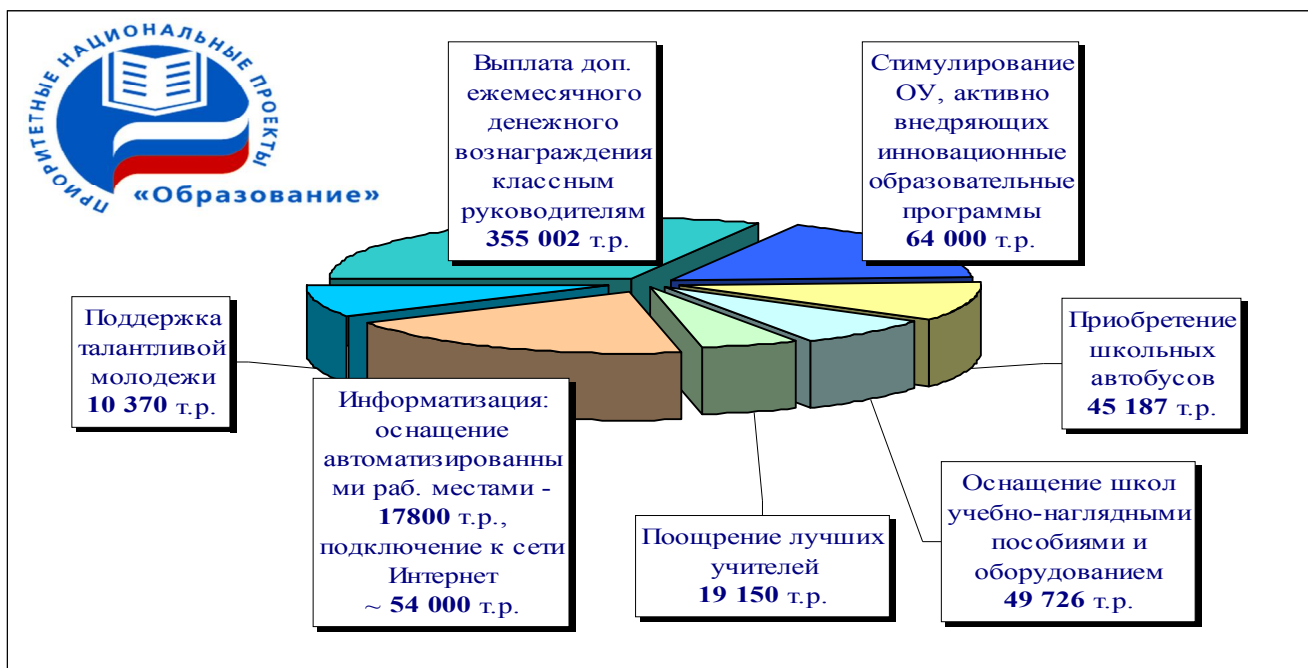 ПРИОРИТЕТНЫЕ НАЦИОНАЛЬНЫЕ ПРОЕКТЫ
«Образование»
Выплата доп.
ежемесячного
денежного
вознаграждения
классным
руководителям
355 002 т.р.
Стимулирование
ОУ, активно
внедряющих
инновационные
образовательные
программы
64 000 т.р.
Поддержка
талантливой
молодежи
10 370 т.р.
Информатизация:
оснащение
автоматизированны
ми раб. местами -
17800 т.р.,
подключение к сети
Интернет
~ 54 000 т.р.
Поощрение лучших
учителей
19 150 т.р.
Приобретение
школьных
автобусов
45 187 т.р.
Оснащение школ
учебно-наглядными
пособиями и
оборудованием
49 726 т.р.